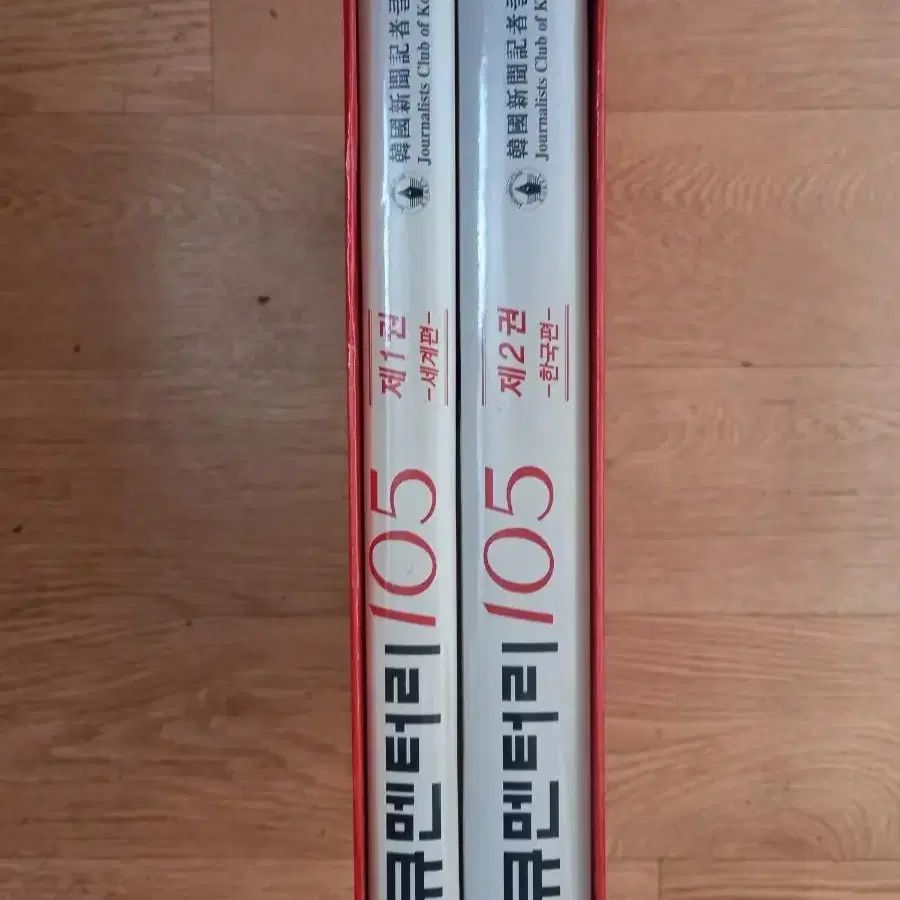 큐멘터리 105
제1권
-세계편-
韓國新聞記者
Journalists Club of
큐멘터리 105
제2권
-한국편-
韓國新聞記者
Journalists Club of